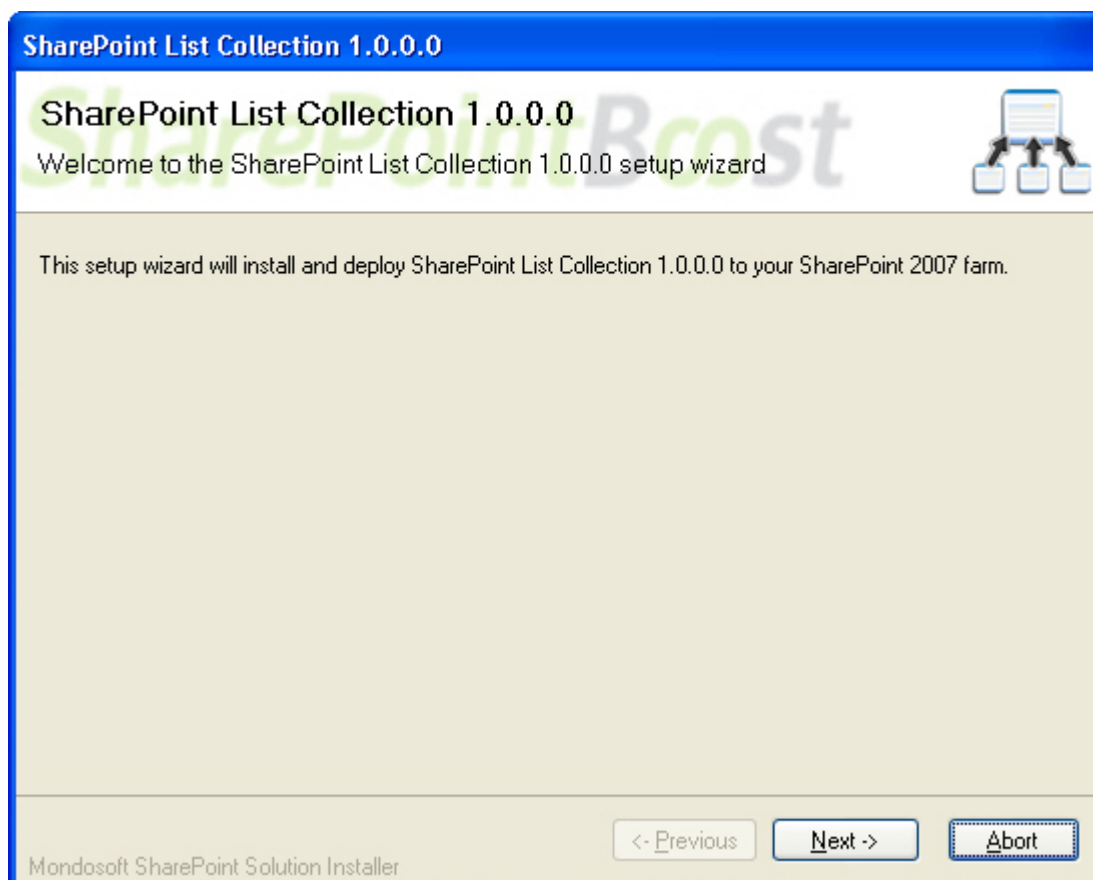 SharePoint List Collection 1.0.0.0
SharePointBoost
SharePoint List Collection 1.0.0.0
Welcome to the SharePoint List Collection 1.0.0.0 setup wizard
This setup wizard will install and deploy SharePoint List Collection 1.0.0.0 to your SharePoint 2007 farm.
<- Previous Next -> Abort
Mondosoft SharePoint Solution Installer